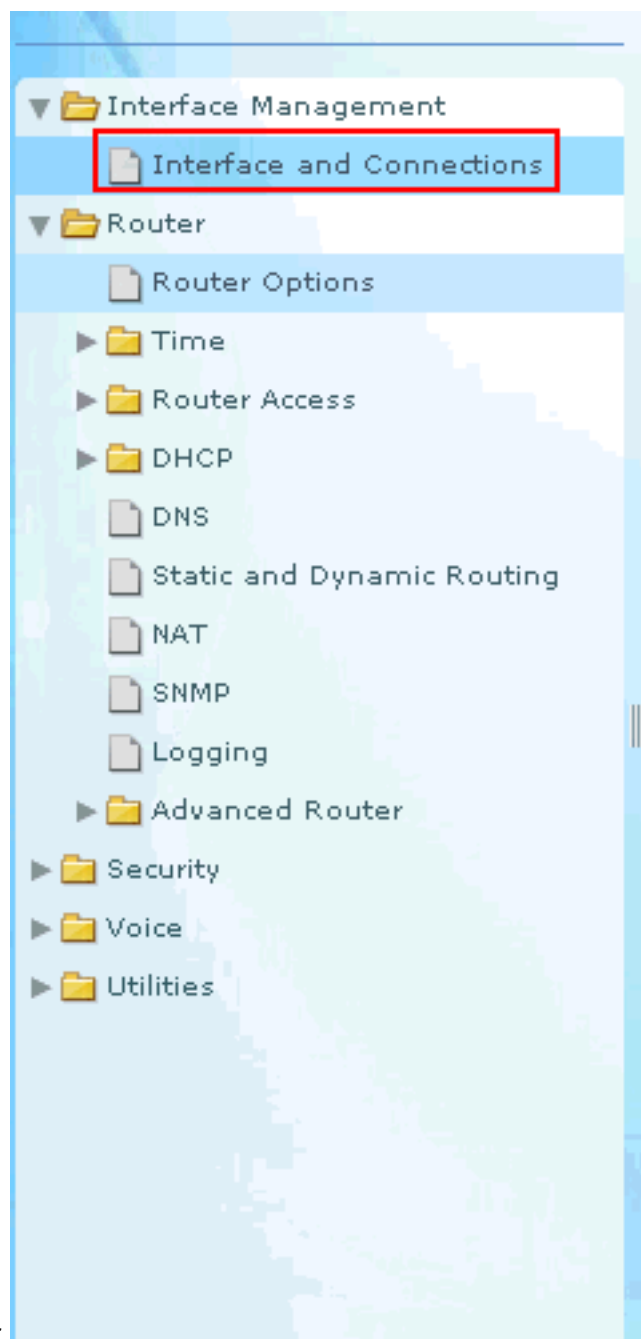 Interface Management
Interface and Connections
Router
Router Options
Time
Router Access
DHCP
DNS
Static and Dynamic Routing
NAT
SNMP
Logging
Advanced Router
Security
Voice
Utilities